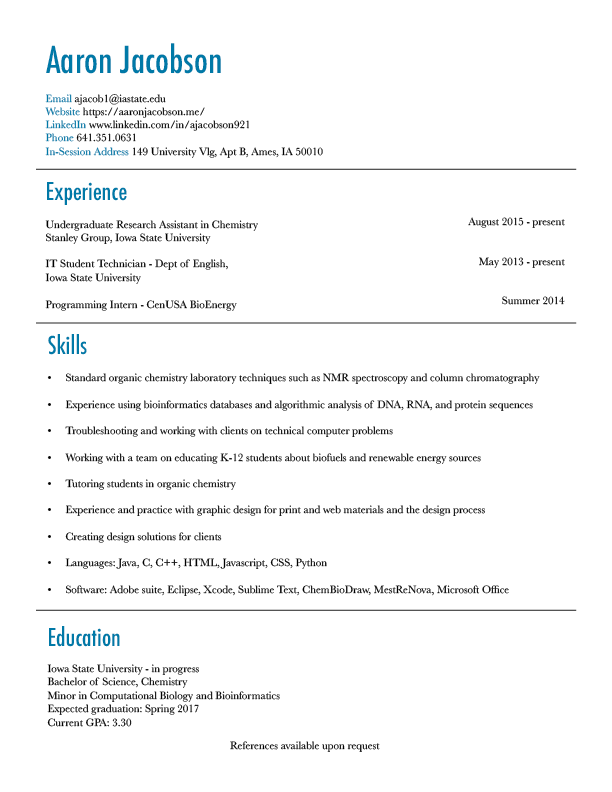 Aaron Jacobson
Email ajacob1@iastate.edu
Website https://aaronjacobson.me/
LinkedIn www.linkedin.com/in/ajacobson921
Phone 641.351.0631
In-Session Address 149 University Vlg, Apt B, Ames, IA 50010
Experience
Undergraduate Research Assistant in Chemistry August 2015 - present
Stanley Group, Iowa State University
IT Student Technician - Dept of English, May 2013 - present
Iowa State University
Programming Intern - CenUSA BioEnergy Summer 2014
Skills
• Standard organic chemistry laboratory techniques such as NMR spectroscopy and column chromatography
• Experience using bioinformatics databases and algorithmic analysis of DNA, RNA, and protein sequences
• Troubleshooting and working with clients on technical computer problems
• Working with a team on educating K-12 students about biofuels and renewable energy sources
• Tutoring students in organic chemistry
• Experience and practice with graphic design for print and web materials and the design process
• Creating design solutions for clients
• Languages: Java, C, C++, HTML, Javascript, CSS, Python
• Software: Adobe suite, Eclipse, Xcode, Sublime Text, ChemBioDraw, MestReNova, Microsoft Office
Education
Iowa State University - in progress
Bachelor of Science, Chemistry
Minor in Computational Biology and Bioinformatics
Expected graduation: Spring 2017
Current GPA: 3.30
References available upon request